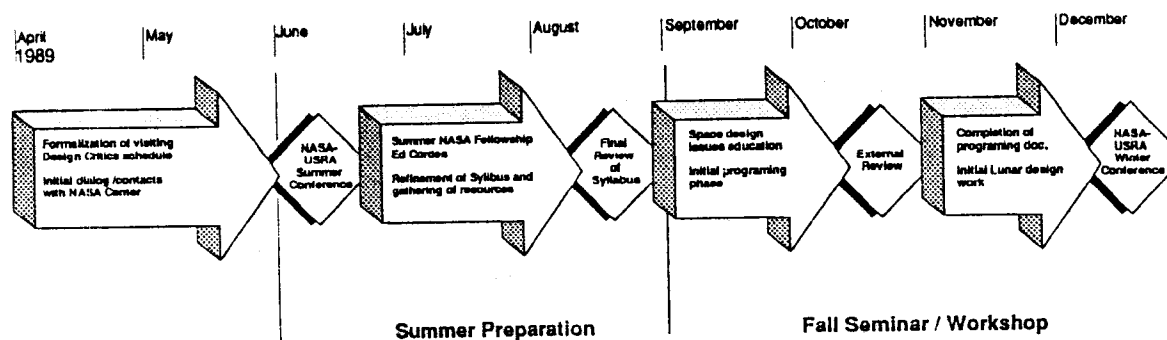 April
1989
May
June
July
August
September
October
November
December
Formalization of visiting
Design Critics schedule
Initial dialog /contacts
with NASA Center
NASA-
USRA
Summer
Conference
Summer NASA Fellowship
Ed Cordes
Refinement of Sylibus and
gathering of resources
Final
Review
of
Syllabus
Space design
issues education
Initial programing
phase
External
Review
Completion of
programing doc.
Initial Lunar design
work
NASA-
USRA
Winter
Conference
Summer Preparation
Fall Seminar / Workshop